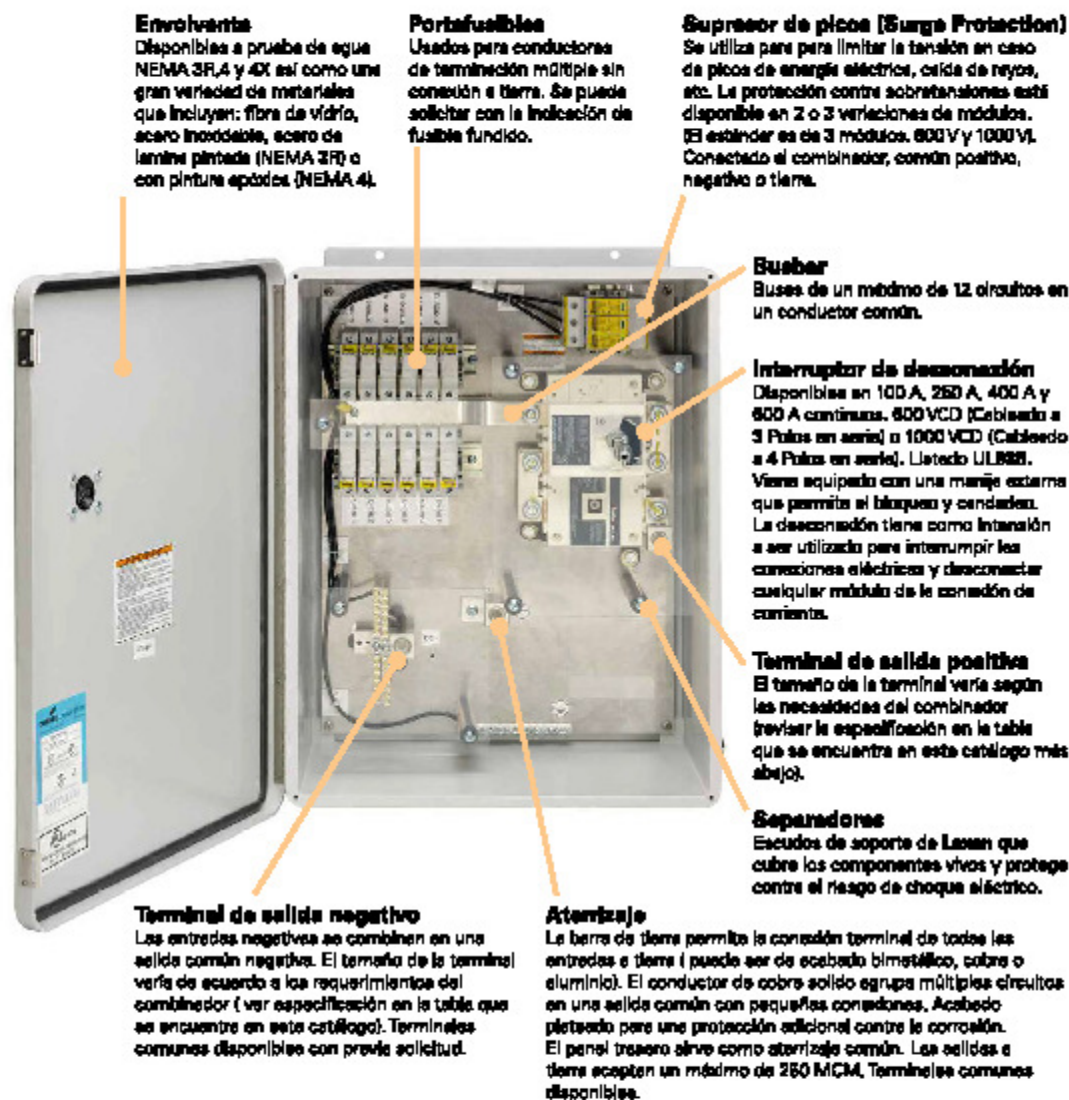 Envolvente
Disponibles a prueba de agua
NEMA 3R,4 y 4X así como una
gran variedad de materiales
que incluyen: fibra de vidrio,
acero inoxidable, acero de
lamina pintada (NEMA 3R) o
con pintura epóxica (NEMA 4).
Portafusibles
Usados para conductores
de terminación múltiple sin
conexión a tierra. Se puede
solicitar con la indicación de
fusible fundido.
Supresor de picos (Surge Protection)
Se utiliza para para limitar la tensión en caso
de picos de energía eléctrica, caída de rayos,
etc. La protección contra sobretensiones está
disponible en 2 o 3 variaciones de módulos.
(El estándar es de 3 módulos. 600 V y 1000 V).
Conectado al combinador, común positivo,
negativo o tierra.
Busbar
Buses de un máximo de 12 circuitos en
un conductor común.
Interruptor de desconexión
Disponibles en 100 A, 250 A, 400 A y
600 A continuos. 600 VCD (Cableado a
3 Polos en serie) o 1000 VCD (Cableado
a 4 Polos en serie). Listado
Viene equipado con una manija externa
que permite el bloqueo y candadeo.
La desconexión tiene como intensión
a ser utilizado para interrumpir las
conexiones eléctricas y desconectar
cualquier módulo de la conexión de
corriente.
Terminal de salida positiva
El tamaño de la terminal varía según
las necesidades del combinador
(revisar la especificación en la tabla
que se encuentra en este catálogo más
abajo).
Separadores
Escudos de soporte de Lexan que
cubre los componentes vivos y protege
contra el riesgo de choque eléctrico.
Terminal de salida negativo
Las entradas negativas se combinan en una
salida común negativa. El tamaño de la terminal
varía de acuerdo a los requerimientos del
combinador ( ver especificación en la tabla que
se encuentra en este catálogo). Terminales
comunes disponibles con previa solicitud.
Aterrizaje
La barra de tierra permite la conexión terminal de todas las
entradas a tierra ( puede ser de acabado bimetálico, cobre o
aluminio). El conductor de cobre solido agrupa múltiples circuitos
en una salida común con pequeñas conexiones. Acabado
plateado para una protección adicional contra la corrosión.
El panel trasero sirve como aterrizaje común. Las salidas a
tierra aceptan un máximo de 250 MCM. Terminales comunes
disponibles.